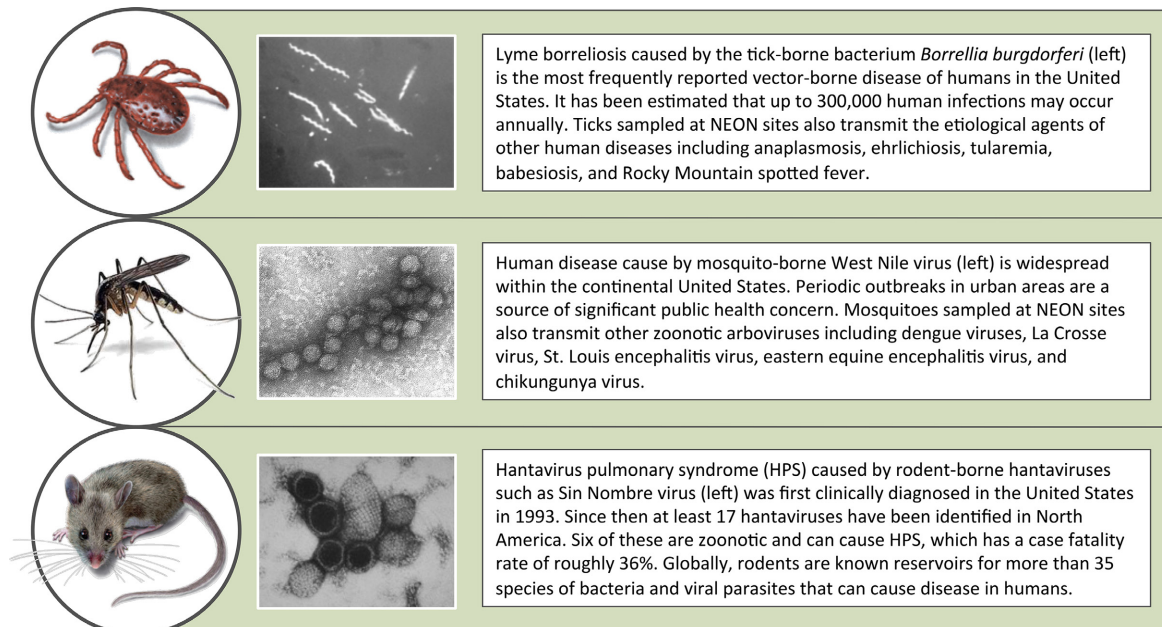 Lyme borreliosis caused by the tick-borne bacterium Borrellia burgdorferi (left)
is the most frequently reported vector-borne disease of humans in the United
States. It has been estimated that up to 300,000 human infections may occur
annually. Ticks sampled at NEON sites also transmit the etiological agents of
other human diseases including anaplasmosis, ehrlichiosis, tularemia,
babesiosis, and Rocky Mountain spotted fever.
Human disease cause by mosquito-borne West Nile virus (left) is widespread
within the continental United States. Periodic outbreaks in urban areas are a
source of significant public health concern. Mosquitoes sampled at NEON sites
also transmit other zoonotic arboviruses including dengue viruses, La Crosse
virus, St. Louis encephalitis virus, eastern equine encephalitis virus, and
chikungunya virus.
Hantavirus pulmonary syndrome (HPS) caused by rodent-borne hantaviruses
such as Sin Nombre virus (left) was first clinically diagnosed in the United States
in 1993. Since then at least 17 hantaviruses have been identified in North
America. Six of these are zoonotic and can cause HPS, which has a case fatality
rate of roughly 36%. Globally, rodents are known reservoirs for more than 35
species of bacteria and viral parasites that can cause disease in humans.